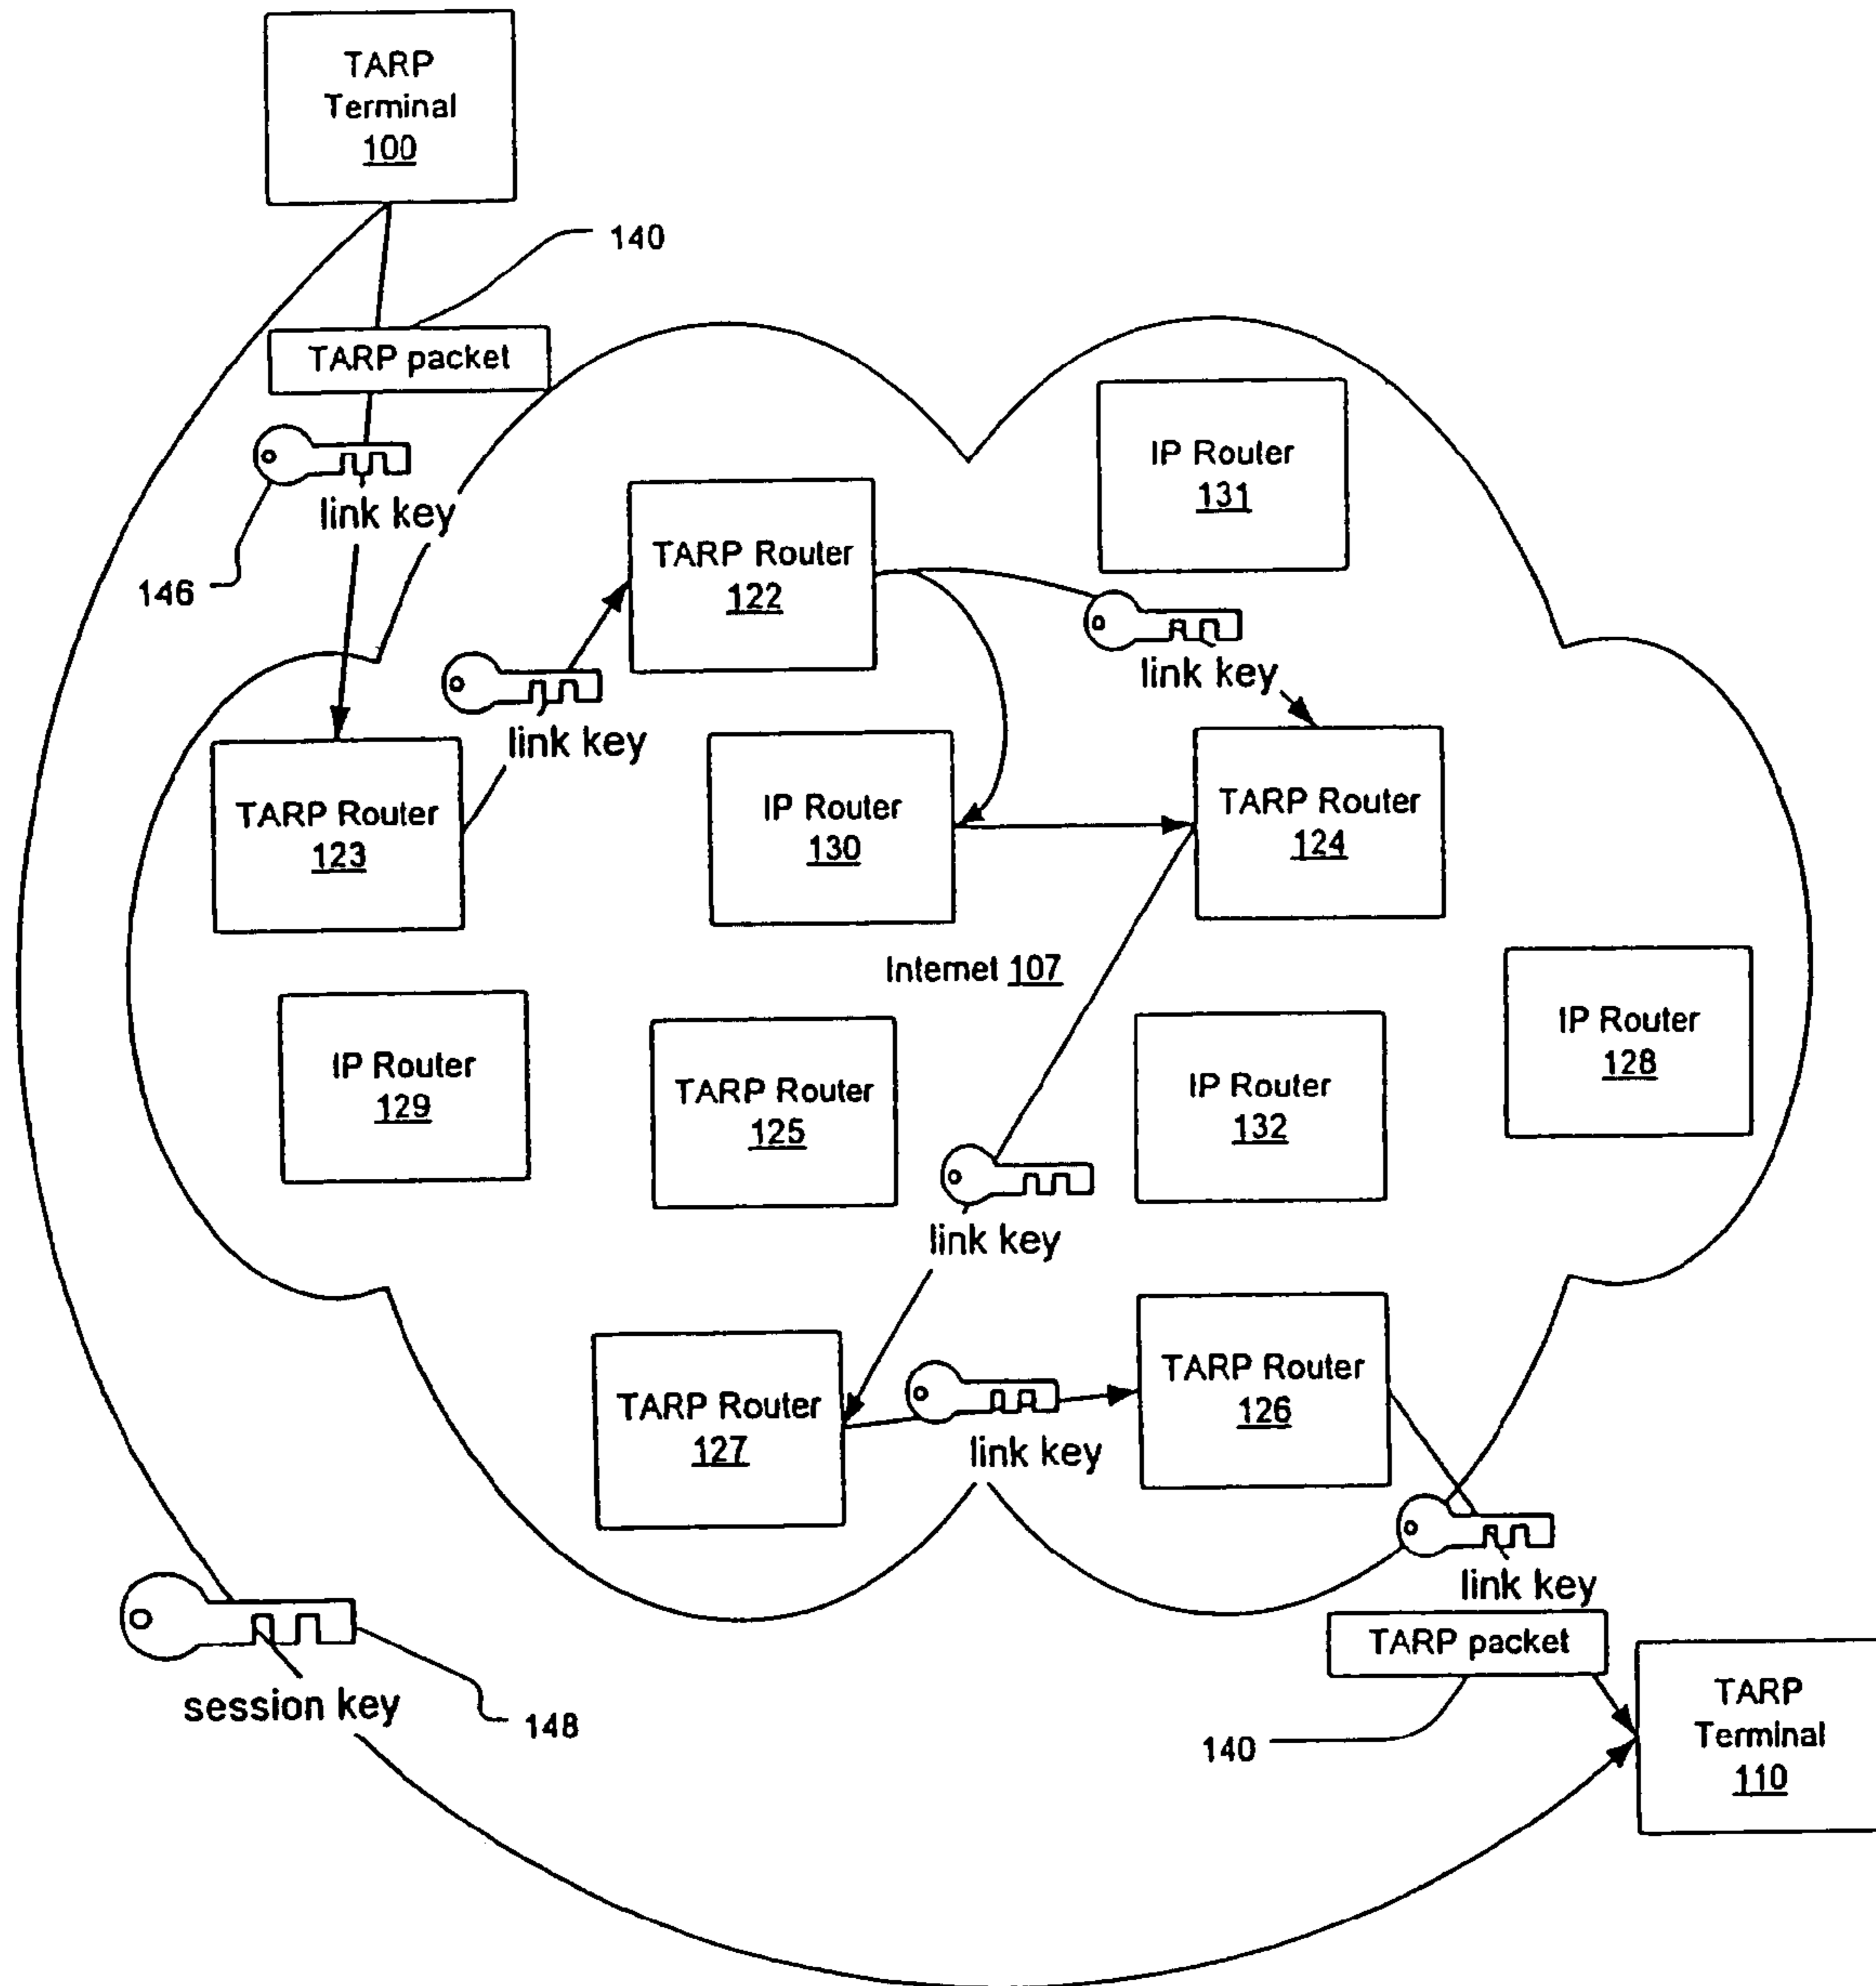 TARP
Terminal
100
140
TARP packet
link key
146
IP Router
131
TARP Router
122
link key
link key
TARP Router
123
IP Router
130
TARP Router
124
Internet 107
IP Router
129
TARP Router
125
IP Router
132
IP Router
128
link key
TARP Router
127
link key
TARP Router
126
link key
TARP packet
session key
148
140
TARP
Terminal
110